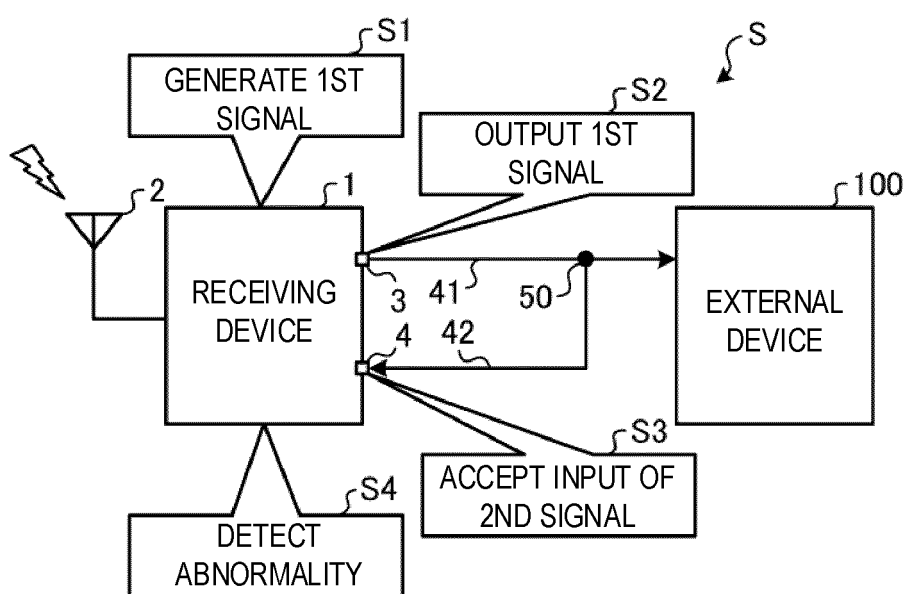 S1
S
GENERATE 1ST
SIGNAL
S2
OUTPUT 1ST
SIGNAL
2
1
100
RECEIVING
DEVICE
3
41
50
EXTERNAL
DEVICE
4
42
S3
ACCEPT INPUT OF
2ND SIGNAL
S4
DETECT
ABNORMALITY